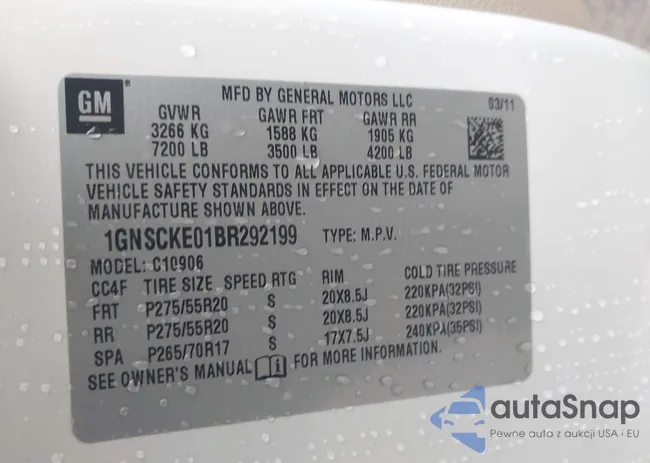 GM
MFD BY GENERAL MOTORS LLC 03/11
GVWR GAWR FRT GAWR RR
3266 KG 1588 KG 1905 KG
7200 LB 3500 LB 4200 LB
THIS VEHICLE CONFORMS TO ALL APPLICABLE U.S. FEDERAL MOTOR
VEHICLE SAFETY STANDARDS IN EFFECT ON THE DATE OF
MANUFACTURE SHOWN ABOVE.
1GNSCKE01BR292199 TYPE: M.P.V.
MODEL: C10906
CC4F TIRE SIZE SPEED RTG RIM COLD TIRE PRESSURE
FRT P275/55R20 S 20X8.5J 220KPA(32PSI)
RR P275/55R20 S 20X8.5J 220KPA(32PSI)
SPA P265/70R17 S 17X7.5J 240KPA(35PSI)
SEE OWNER'S MANUAL FOR MORE INFORMATION.
autaSnap
Pewne auta z aukcji USA i EU